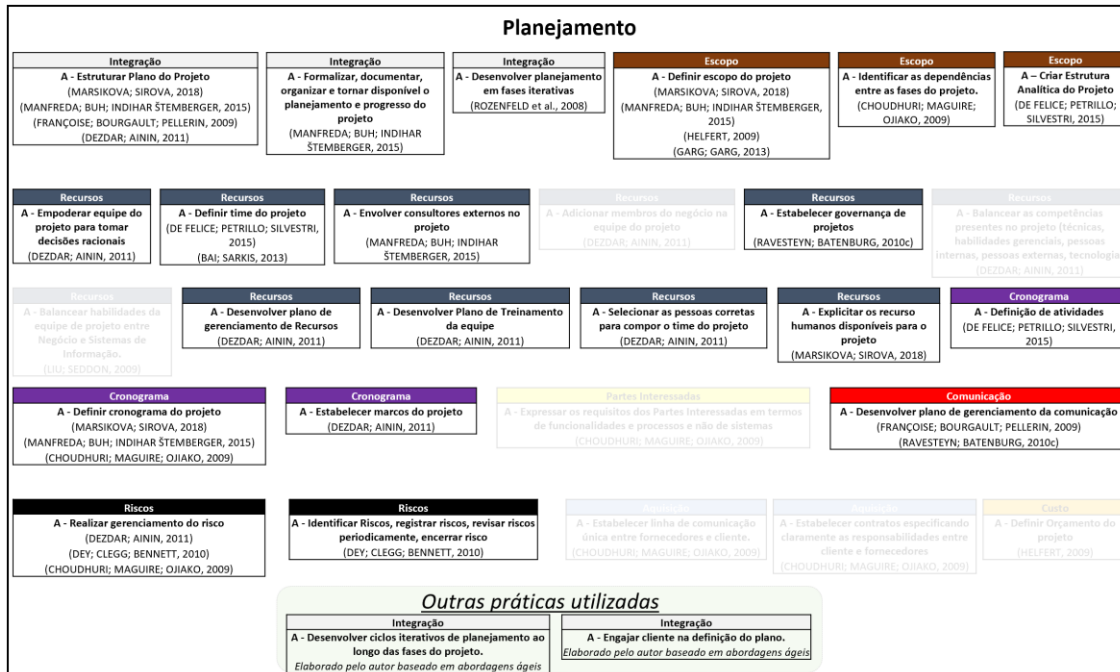 Planejamento
Integração
A - Estruturar Plano do Projeto
(MARSIKOVA; SIROVA, 2018)
(MANFREDA; BUH; INDIHAR ŠTEMBERGER, 2015)
(FRANÇOISE; BOURGAULT; PELLERIN, 2009)
(DEZDAR; AININ, 2011)
Integração
A - Formalizar, documentar,
organizar e tornar disponível o
planejamento e progresso do
projeto
(MANFREDA; BUH; INDIHAR
ŠTEMBERGER, 2015)
Integração
A - Desenvolver planejamento
em fases iterativas
(ROZENFELD et al., 2008)
Escopo
A - Definir escopo do projeto
(MARSIKOVA; SIROVA, 2018)
(MANFREDA; BUH; INDIHAR ŠTEMBERGER,
2015)
(HELFERT, 2009)
(GARG; GARG, 2013)
Escopo
A - Identificar as dependências
entre as fases do projeto.
(CHOUDHURI; MAGUIRE;
OJIAKO, 2009)
Escopo
A – Criar Estrutura
Analítica do Projeto
(DE FELICE; PETRILLO;
SILVESTRI, 2015)
Recursos
A - Empoderar equipe do
projeto para tomar
decisões racionais
(DEZDAR; AININ, 2011)
Recursos
A - Definir time do projeto
(DE FELICE; PETRILLO; SILVESTRI,
2015)
(BAI; SARKIS, 2013)
Recursos
A - Envolver consultores externos no
projeto
(MANFREDA; BUH; INDIHAR
ŠTEMBERGER, 2015)
Recursos
A - Adicionar membros do negócio na
equipe do projeto
(DEZDAR; AININ, 2011)
Recursos
A - Estabelecer governança de
projetos
(RAVESTEYN; BATENBURG, 2010c)
Recursos
A - Balancear as competências
presentes no projeto (técnicas,
habilidades gerenciais, pessoas
internas, pessoas externas, tecnologia
(DEZDAR; AININ, 2011)
Recursos
A - Balancear habilidades da
equipe de projeto entre
Negócio e Sistemas de
Informação.
(LIU; SEDDON, 2009)
Recursos
A - Desenvolver plano de
gerenciamento de Recursos
(DEZDAR; AININ, 2011)
Recursos
A - Desenvolver Plano de Treinamento
da equipe
(DEZDAR; AININ, 2011)
Recursos
A - Selecionar as pessoas corretas
para compor o time do projeto
(DEZDAR; AININ, 2011)
Recursos
A - Explicitar os recurso
humanos disponíveis para o
projeto
(MARSIKOVA; SIROVA, 2018)
Cronograma
A - Definição de atividades
(DE FELICE; PETRILLO; SILVESTRI,
2015)
Cronograma
A - Definir cronograma do projeto
(MARSIKOVA; SIROVA, 2018)
(MANFREDA; BUH; INDIHAR ŠTEMBERGER, 2015)
(CHOUDHURI; MAGUIRE; OJIAKO, 2009)
Cronograma
A - Estabelecer marcos do projeto
(DEZDAR; AININ, 2011)
Partes Interessadas
A - Expressar os requisitos dos Partes Interessadas em termos
de funcionalidades e processos e não de sistemas
(CHOUDHURI; MAGUIRE; OJIAKO, 2009)
Comunicação
A - Desenvolver plano de gerenciamento da comunicação
(FRANÇOISE; BOURGAULT; PELLERIN, 2009)
(RAVESTEYN; BATENBURG, 2010c)
Riscos
A - Realizar gerenciamento do risco
(DEZDAR; AININ, 2011)
(DEY; CLEGG; BENNETT, 2010)
(CHOUDHURI; MAGUIRE; OJIAKO, 2009)
Riscos
A - Identificar Riscos, registrar riscos, revisar riscos
periodicamente, encerrar risco
(DEY; CLEGG; BENNETT, 2010)
Aquisição
A - Estabelecer linha de comunicação
única entre fornecedores e cliente.
(CHOUDHURI; MAGUIRE; OJIAKO, 2009)
Aquisição
A - Estabelecer contratos especificando
claramente as responsabilidades entre
cliente e fornecedores
(CHOUDHURI; MAGUIRE; OJIAKO, 2009)
Custo
A - Definir Orçamento do
projeto
(HELFERT, 2009)
Outras práticas utilizadas
Integração
A - Desenvolver ciclos iterativos de planejamento ao
longo das fases do projeto.
Elaborado pelo autor baseado em abordagens ágeis
Integração
A - Engajar cliente na definição do plano.
Elaborado pelo autor baseado em abordagens ágeis